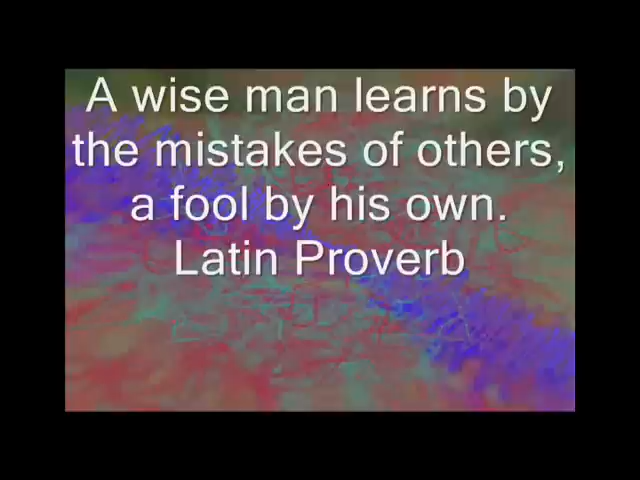 A wise man learns by
the mistakes of others,
a fool by his own.
Latin Proverb